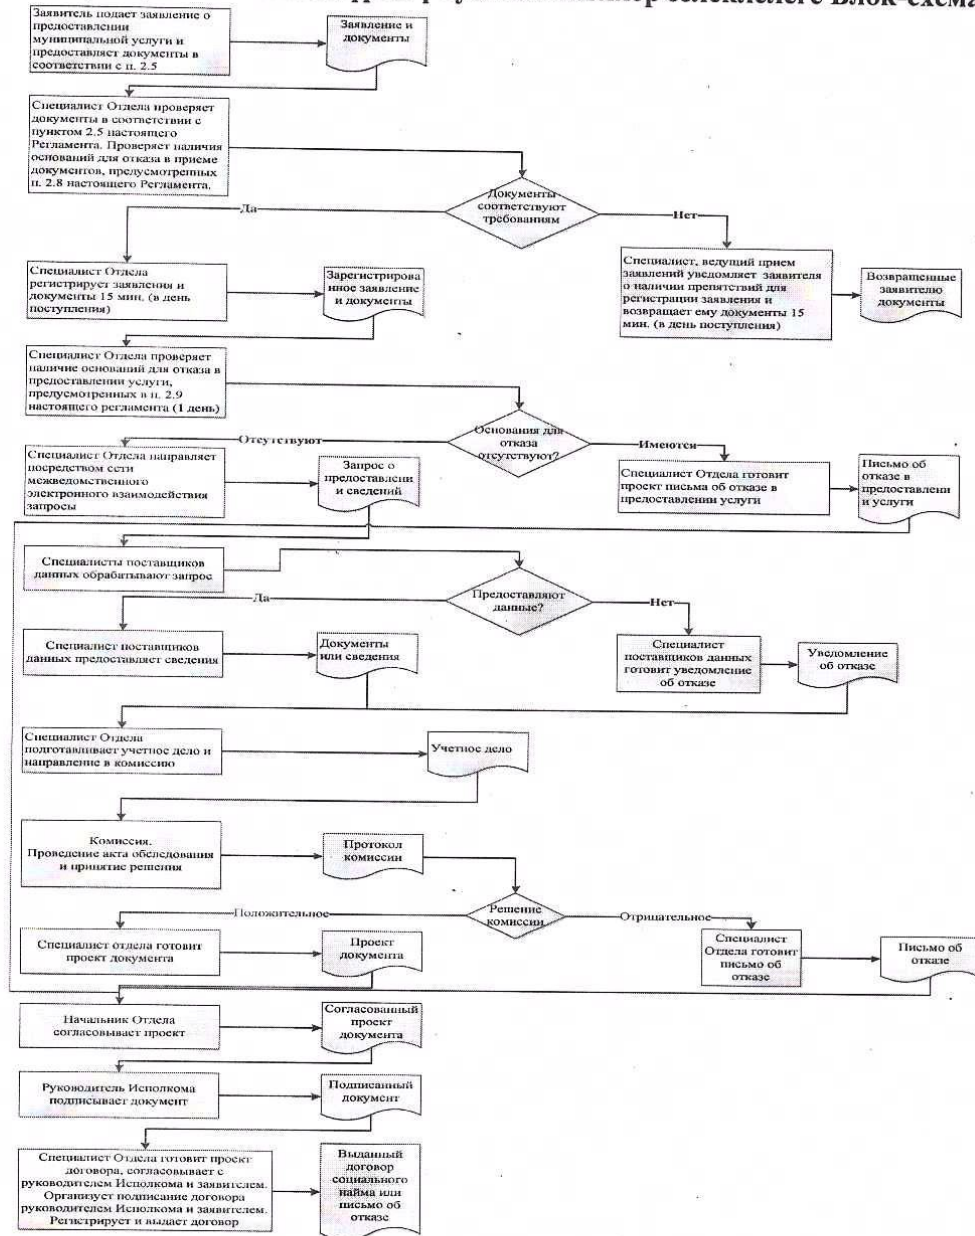 Блок-схема
Заявитель подает заявление о
предоставлении
муниципальной услуги и
предоставляет документы в
соответствии с п. 2.5
Заявление и
документы
Специалист Отдела проверяет
документы в соответствии с
пунктом 2.5 настоящего
Регламента. Проверяет наличия
оснований для отказа в приеме
документов, предусмотренных
п. 2.8 настоящего Регламента.
Документы
соответствуют
требованиям
Да
Нет
Специалист Отдела
регистрирует заявления и
документы 15 мин. (в день
поступления)
Зарегистрирова
нное заявление
и документы
Специалист, ведущий прием
заявлений уведомляет заявителя
о наличии препятствий для
регистрации заявления и
возвращает ему документы 15
мин. (в день поступления)
Возвращенные
заявителю
документы
Специалист Отдела проверяет
наличие оснований для отказа в
предоставлении услуги,
предусмотренных в п. 2.9
настоящего регламента (1 день)
Основания для
отказа
отсутствуют?
Отсутствуют
Имеются
Специалист Отдела направляет
посредством сети
межведомственного
электронного взаимодействия
запросы
Запрос о
предоставлени
и сведений
Специалист Отдела готовит
проект письма об отказе в
предоставлении услуги
Письмо об
отказе в
предоставлени
и услуги
Специалисты поставщиков
данных обрабатывают запрос
Предоставляют
данные?
Да
Нет
Специалист поставщиков
данных предоставляет сведения
Документы
или сведения
Специалист
поставщиков данных
готовит уведомление
об отказе
Уведомление
об отказе
Специалист Отдела
подготавливает учетное дело и
направление в комиссию
Учетное дело
Комиссия.
Проведение акта обследования
и принятие решения
Протокол
комиссии
Решение
комиссии
Положительное
Отрицательное
Специалист отдела готовит
проект документа
Проект
документа
Специалист
Отдела готовит
письмо об
отказе
Письмо об
отказе
Начальник Отдела
согласовывает проект
Согласованный
проект
документа
Руководитель Исполкома
подписывает документ
Подписанный
документ
Специалист Отдела готовит проект
договора, согласовывает с
руководителем Исполкома и заявителем.
Организует подписание договора
руководителем Исполкома и заявителем.
Регистрирует и выдает договор
Выданный
договор
социального
найма или
письмо об
отказе